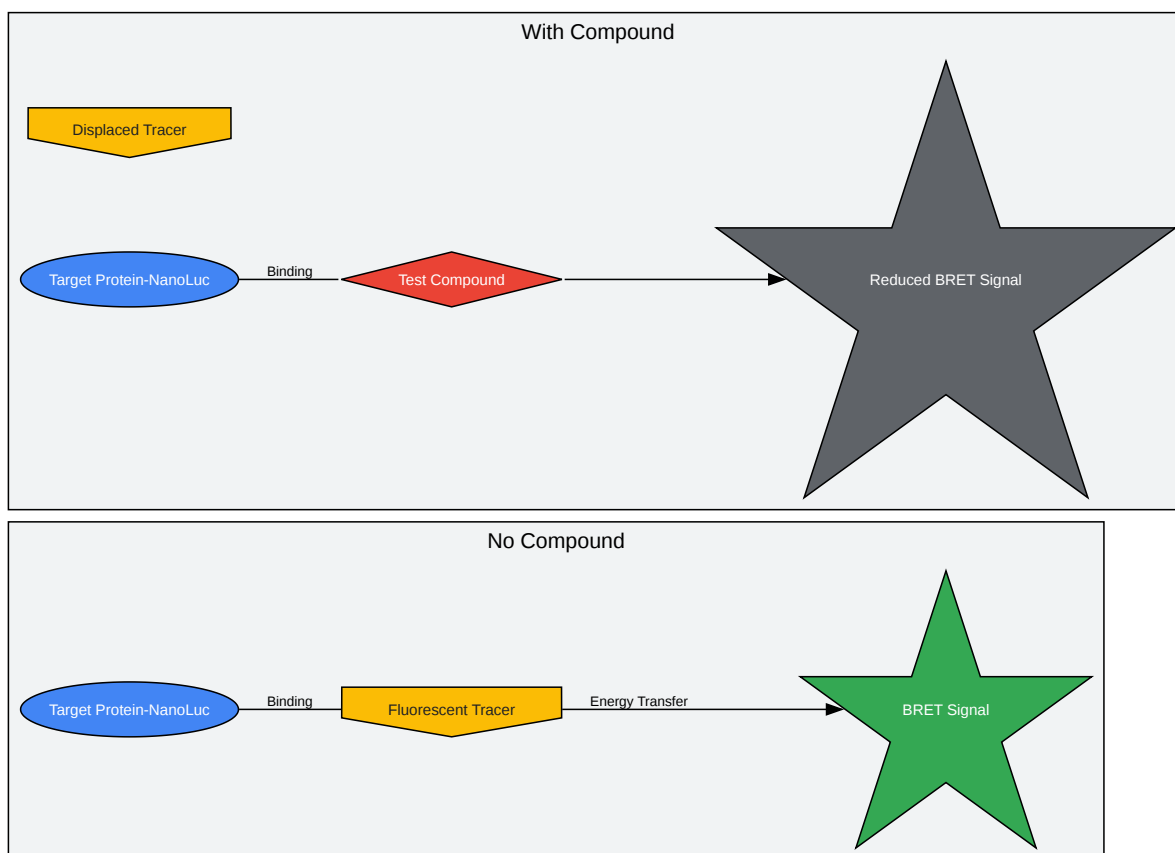 With Compound
Displaced Tracer
Target Protein-NanoLuc
Binding
Test Compound
Reduced BRET Signal
No Compound
Target Protein-NanoLuc
Binding
Fluorescent Tracer
Energy Transfer
BRET Signal